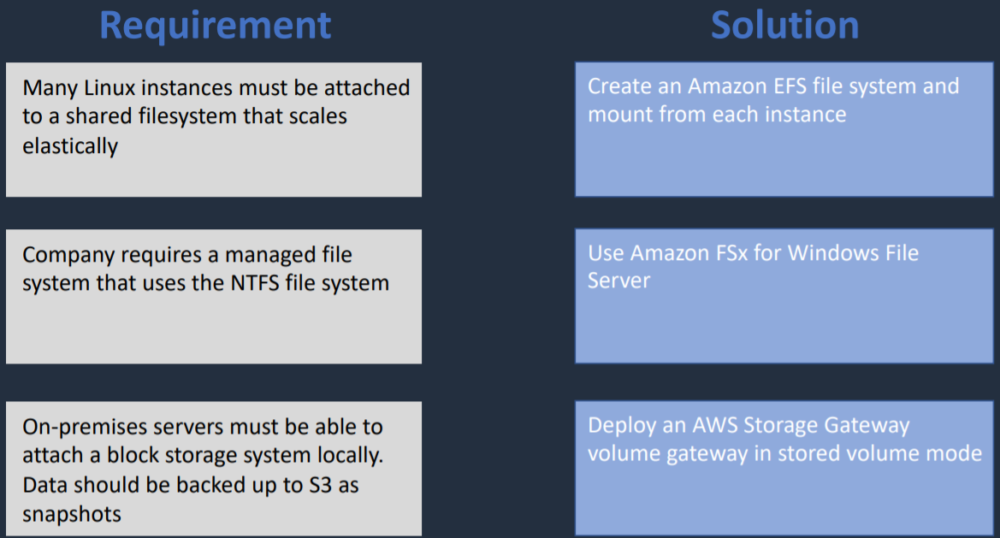 Requirement
Solution
Many Linux instances must be attached
to a shared filesystem that scales
elastically
Create an Amazon EFS file system and
mount from each instance
Company requires a managed file
system that uses the NTFS file system
Use Amazon FSx for Windows File
Server
On-premises servers must be able to
attach a block storage system locally.
Data should be backed up to S3 as
snapshots
Deploy an AWS Storage Gateway
volume gateway in stored volume mode